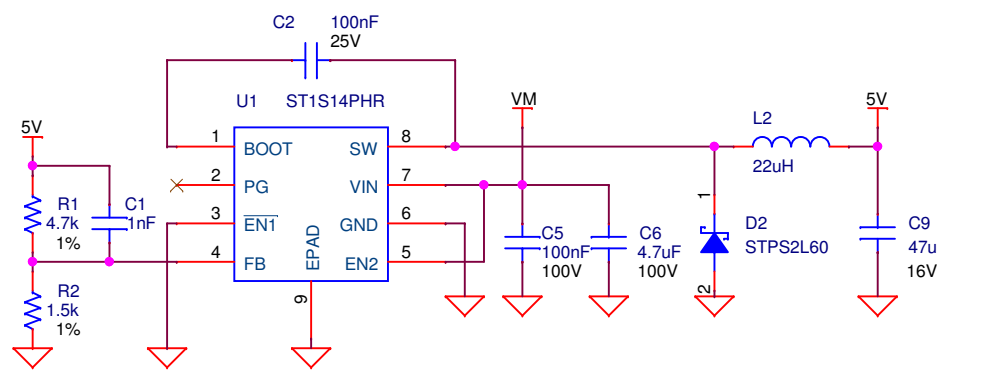 C2 100nF
25V
U1 ST1S14PHR
VM
5V
5V
L2
22uH
1 BOOT SW 8
2 PG VIN 7
3 EN1 GND 6
4 FB EN2 5
EPAD
9
R1
4.7k
1%
C1
1nF
R2
1.5k
1%
C5
100nF
100V
C6
4.7uF
100V
1
D2
STPS2L60
2
C9
47u
16V